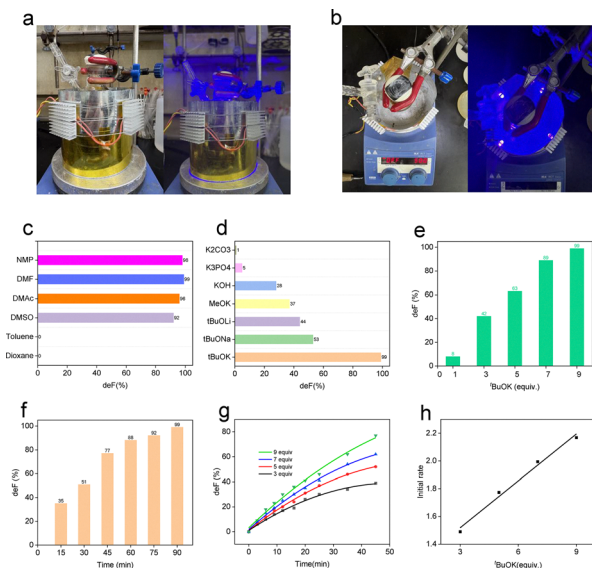 a
b
c
NMP
98
DMF
99
DMAc
96
DMSO
92
Toluene
0
Dioxane
0
0 20 40 60 80 100
deF(%)
d
K2CO3
1
K3PO4
5
KOH
28
MeOK
37
tBuOLi
44
tBuONa
53
tBuOK
99
0 20 40 60 80 100
deF(%)
e
deF (%)
100
80
60
40
20
0
8
42
63
89
99
0 1 3 5 7 9
tBuOK (equiv.)
f
deF (%)
100
80
60
40
20
0
35
51
77
88
92
99
15 30 45 60 75 90
Time (min)
g
deF (%)
100
80
60
40
20
0
9 equiv
7 equiv
5 equiv
3 equiv
0 10 20 30 40 50
Time(min)
h
Initial rate
2.2
2.0
1.8
1.6
1.4
3 6 9
tBuOK(equiv.)